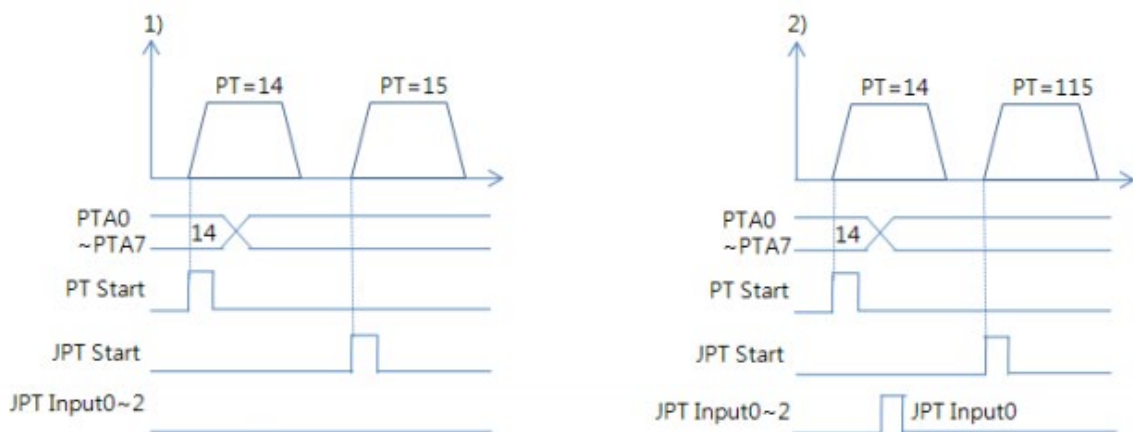 1)
PT=14
PT=15
PTA0
~PTA7
14
PT Start
JPT Start
JPT Input0~2
2)
PT=14
PT=115
PTA0
~PTA7
14
PT Start
JPT Start
JPT Input0~2
JPT Input0